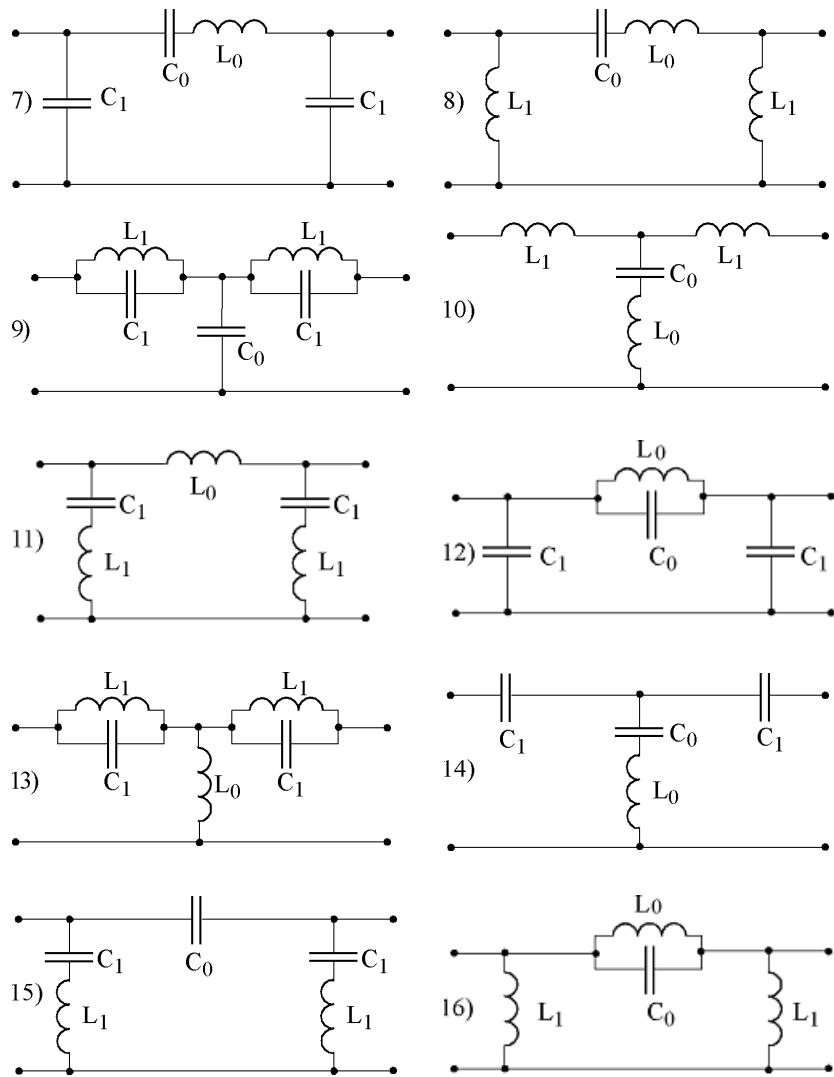 7) C₁ C₀ L₀ C₁
8) L₁ C₀ L₀ L₁
9) L₁ C₁ C₀ L₁ C₁
10) L₁ C₀ L₀ L₁
11) C₁ L₁ L₀ C₁ L₁
12) C₁ L₀ C₀ C₁
13) L₁ C₁ L₀ L₁ C₁
14) C₁ C₀ L₀ C₁
15) C₁ L₁ C₀ C₁ L₁
16) L₁ L₀ C₀ L₁